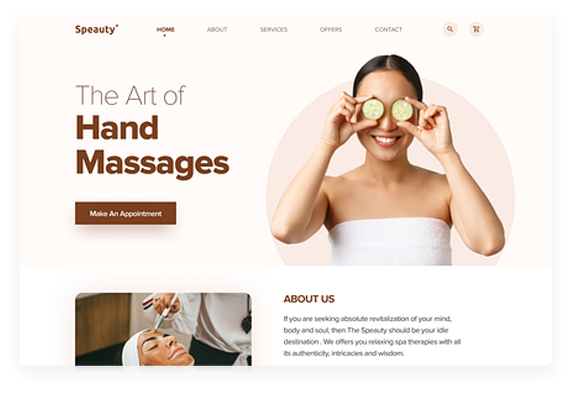 Speauty
HOME ABOUT SERVICES OFFERS CONTACT
The Art of
Hand
Massages
Make An Appointment
ABOUT US
If you are seeking absolute revitalization of your mind,
body and soul, then The Speauty should be your idle
destination . We offers you relaxing spa therapies with all
its authenticity, intricacies and wisdom.